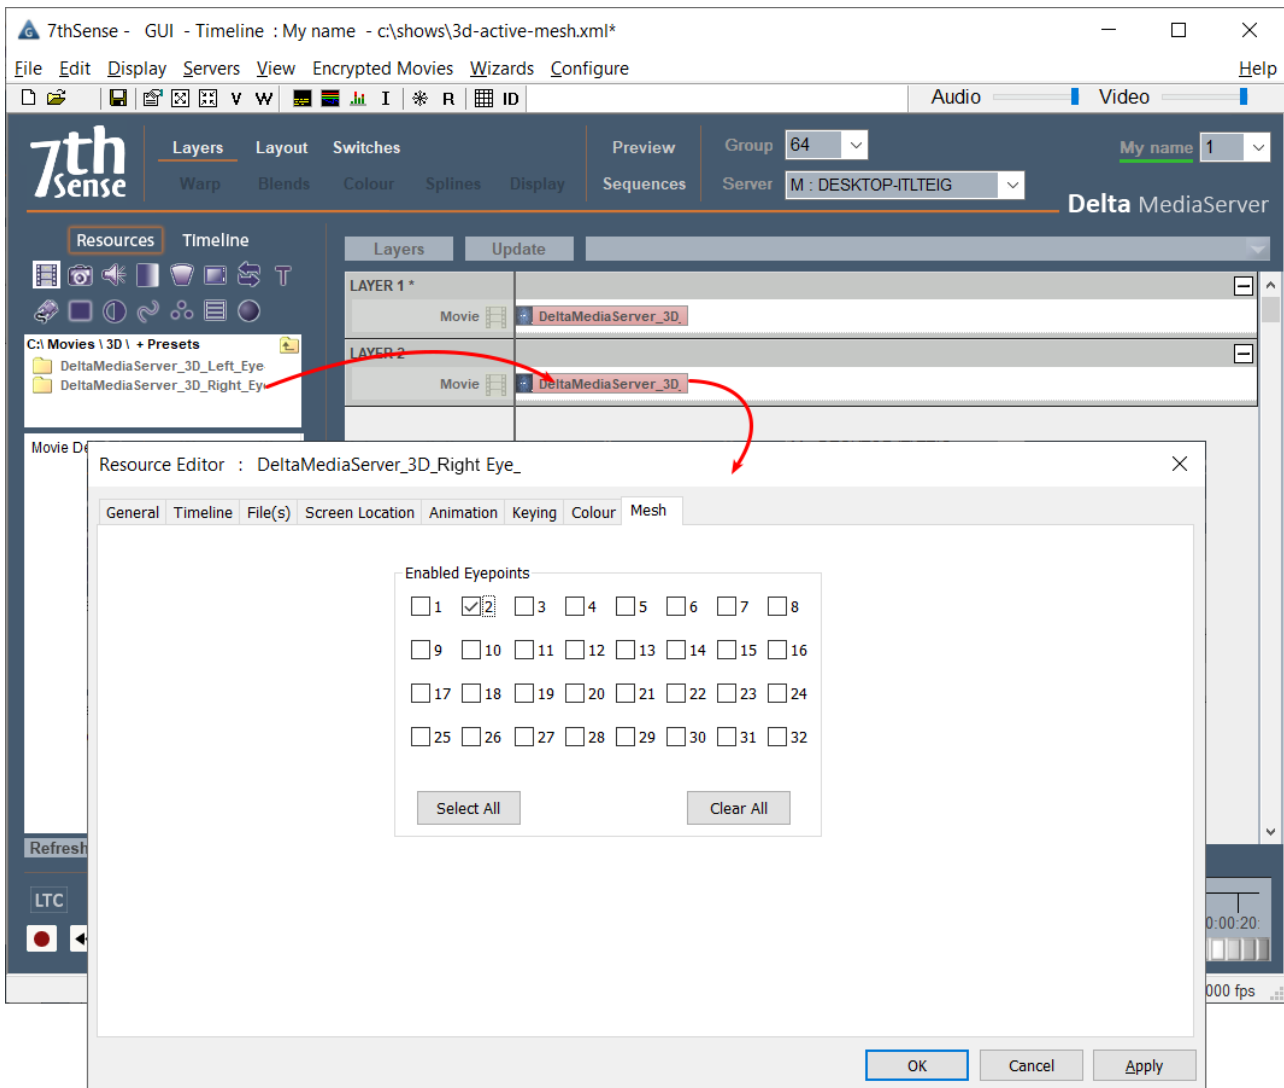 7thSense - GUI - Timeline : My name - c:\shows\3d-active-mesh.xml*
File Edit Display Servers View Encrypted Movies Wizards Configure Help
V W I R ID Audio Video
7th Sense
Layers Layout Switches Preview Group 64 My name 1
Warp Blends Colour Splines Display Sequences Server M : DESKTOP-ITLTEIG
Delta MediaServer
Resources Timeline
Layers Update
LAYER 1 *
Movie DeltaMediaServer_3D_
C:\ Movies \ 3D \ + Presets
LAYER 2
DeltaMediaServer_3D_Left_Eye
DeltaMediaServer_3D_Right_Ey
Movie DeltaMediaServer_3D_
Movie De
Resource Editor : DeltaMediaServer_3D_Right Eye_
General Timeline File(s) Screen Location Animation Keying Colour Mesh
Enabled Eyepoints
1 2 3 4 5 6 7 8
9 10 11 12 13 14 15 16
17 18 19 20 21 22 23 24
25 26 27 28 29 30 31 32
Select All Clear All
Refresh
LTC
0:00:20:
000 fps
OK Cancel Apply